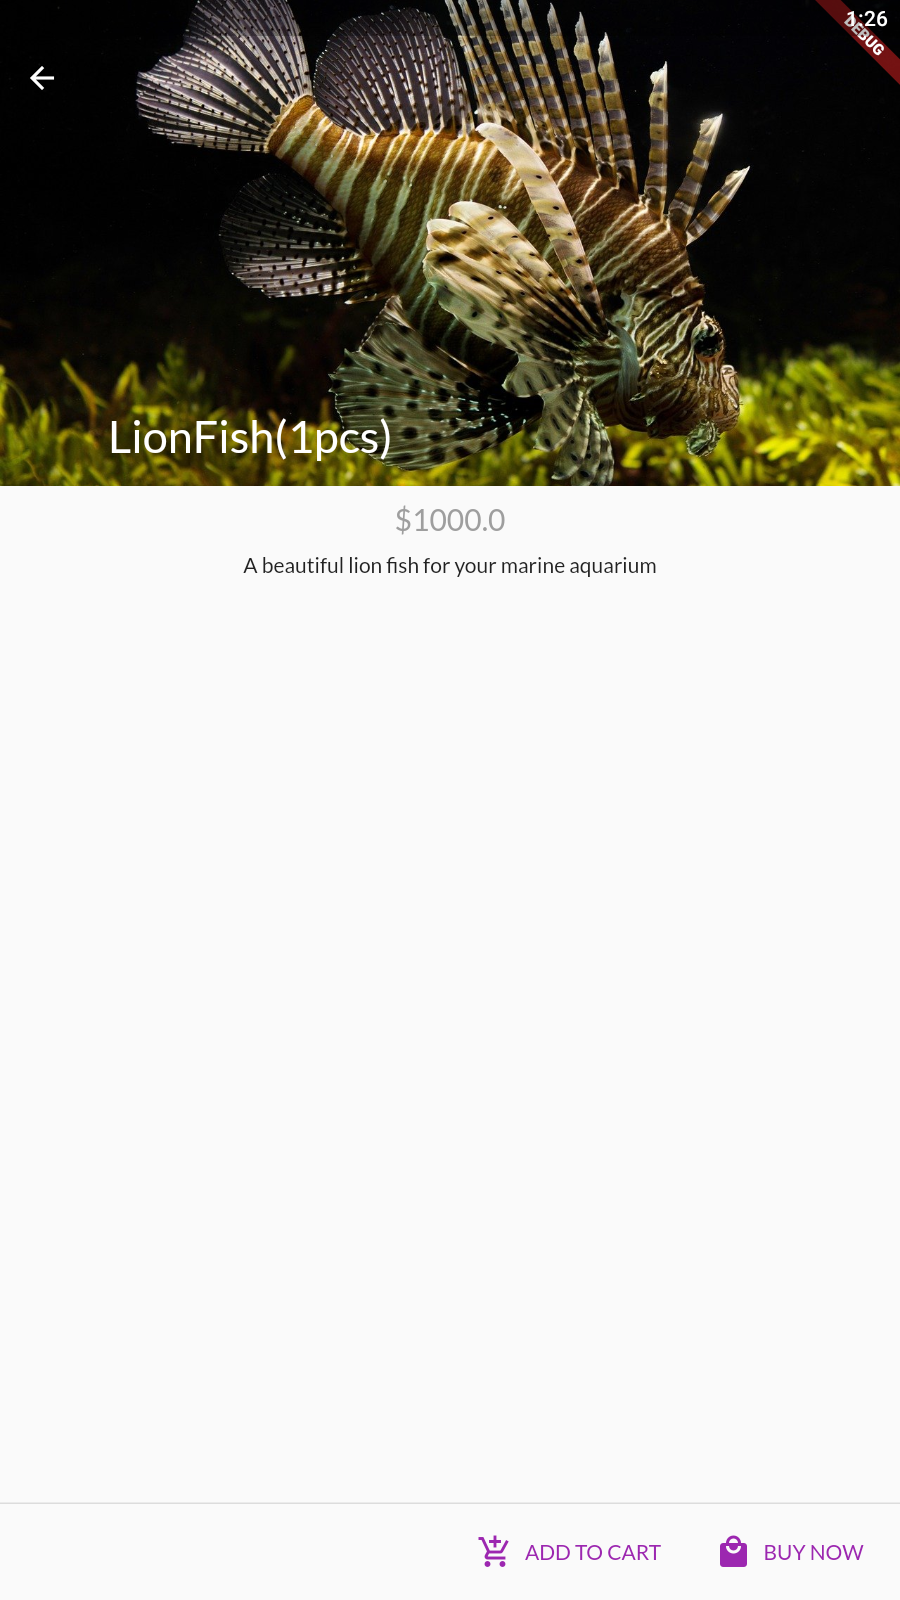 1:26
DEBUG
LionFish(1pcs)
$1000.0
A beautiful lion fish for your marine aquarium
ADD TO CART
BUY NOW